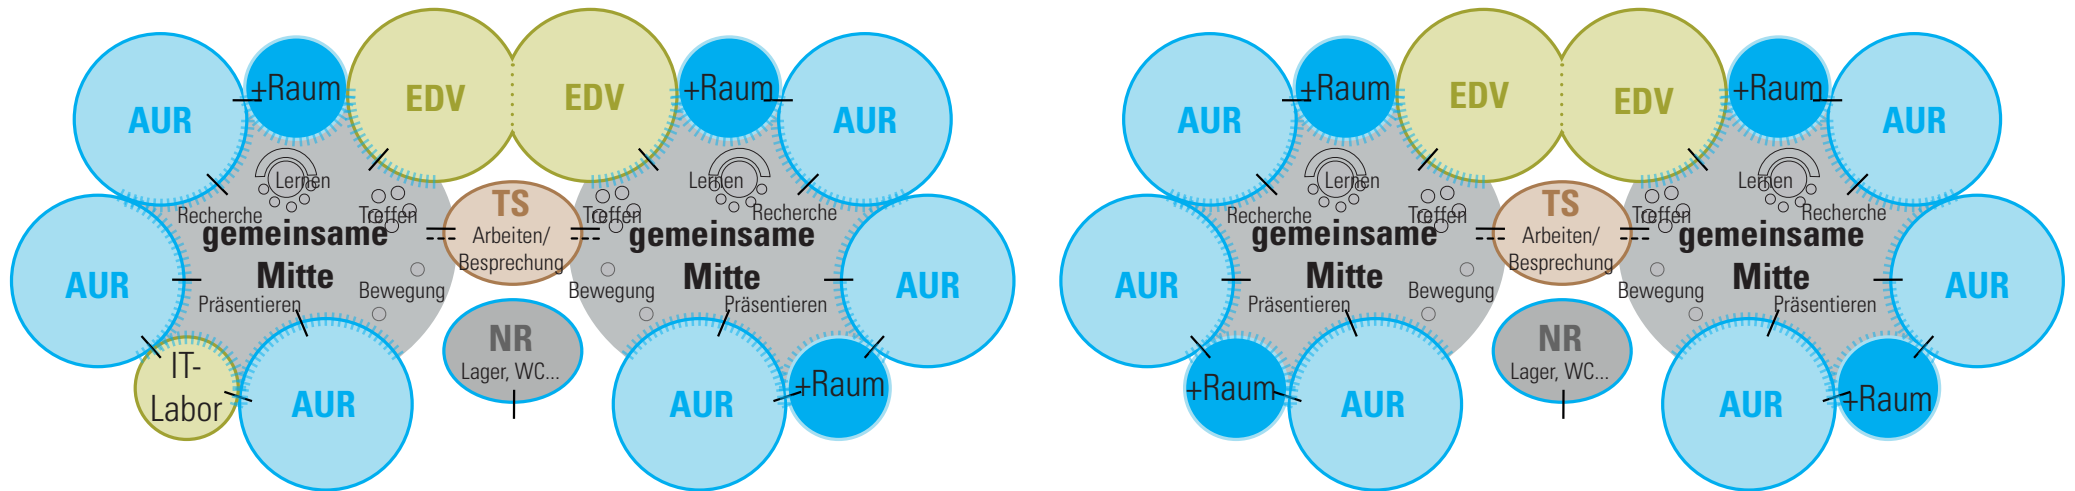 EDV
EDV
+Raum
+Raum
AUR
AUR
Lernen
Lernen
Recherche
Treffen
TS
Treffen
Recherche
gemeinsame
Mitte
Arbeiten/
Besprechung
gemeinsame
Mitte
AUR
AUR
Präsentieren
Bewegung
Bewegung
Präsentieren
NR
Lager, WC...
IT-
Labor
AUR
AUR
+Raum
EDV
EDV
+Raum
+Raum
AUR
AUR
Lernen
Lernen
Recherche
Treffen
TS
Treffen
Recherche
gemeinsame
Mitte
Arbeiten/
Besprechung
gemeinsame
Mitte
AUR
AUR
Präsentieren
Bewegung
Bewegung
Präsentieren
NR
Lager, WC...
+Raum
AUR
AUR
+Raum